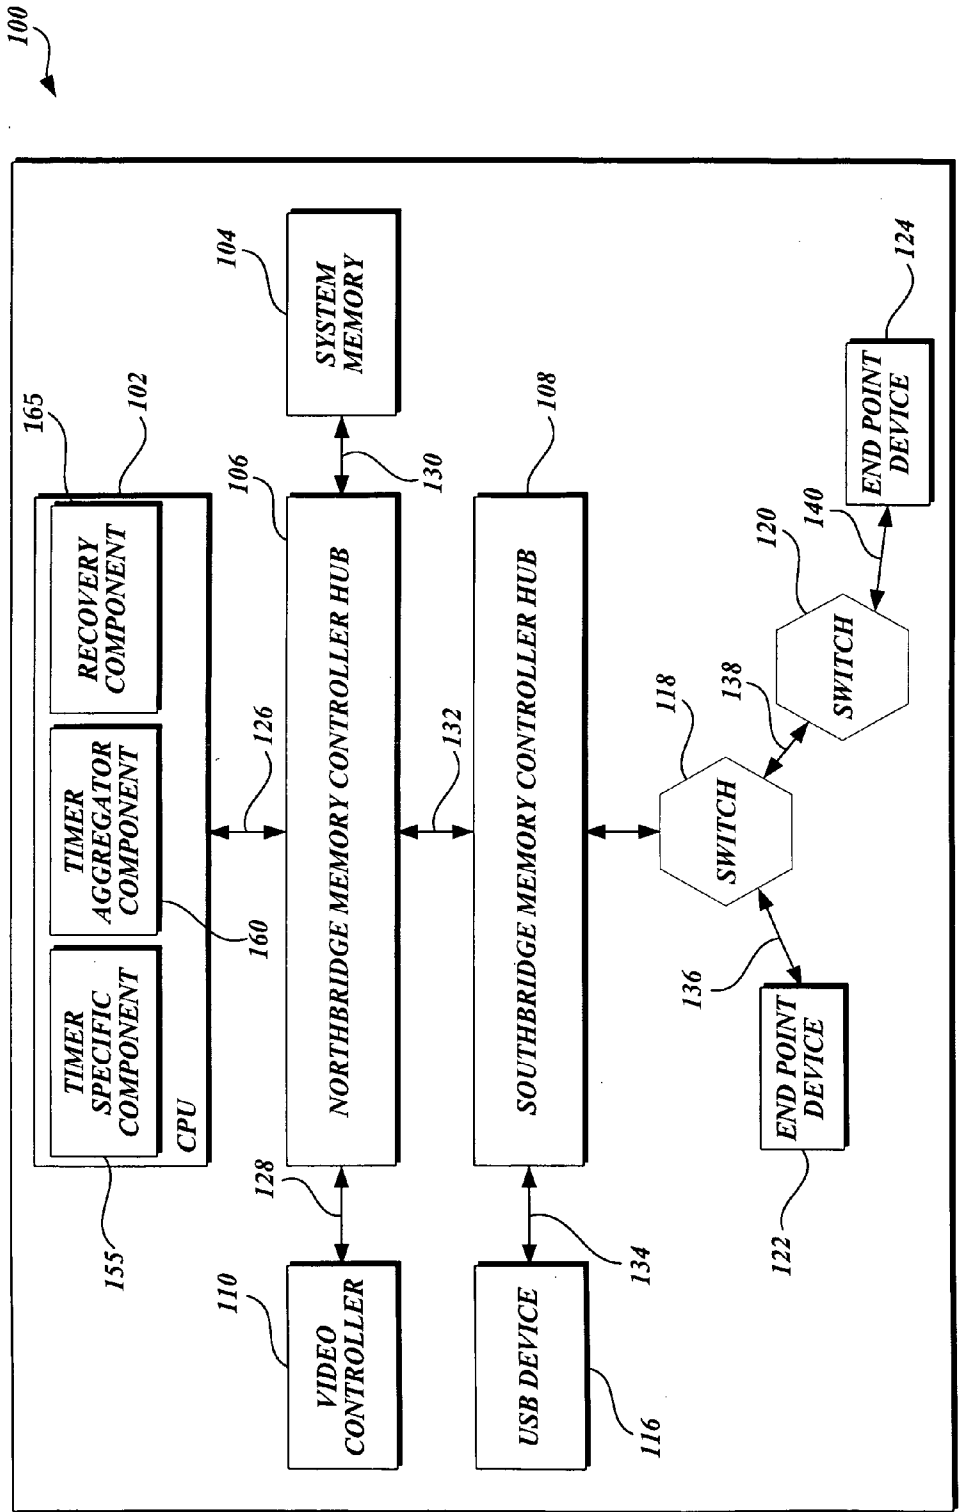 100
165
102
TIMER
SPECIFIC
COMPONENT
TIMER
AGGREGATOR
COMPONENT
RECOVERY
COMPONENT
CPU
155
160
126
104
110
128
106
130
VIDEO
CONTROLLER
NORTHBRIDGE MEMORY CONTROLLER HUB
SYSTEM
MEMORY
132
108
USB DEVICE
SOUTHBRIDGE MEMORY CONTROLLER HUB
134
116
118
138
120
140
124
SWITCH
136
SWITCH
END POINT
DEVICE
END POINT
DEVICE
122